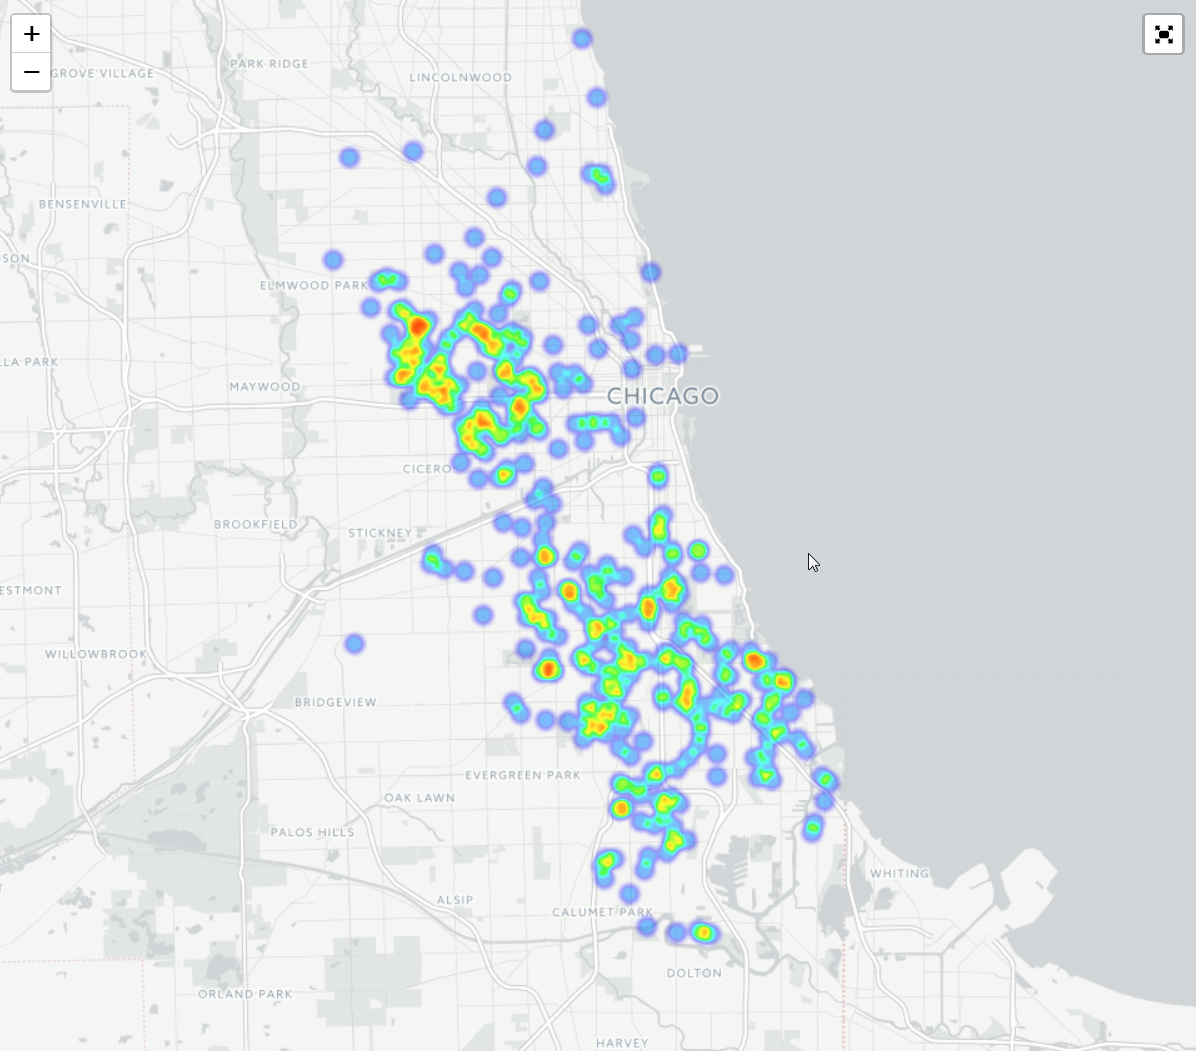 +
−
PARK RIDGE
GROVE VILLAGE
LINCOLNWOOD
BENSENVILLE
SON
ELMWOOD PARK
LA PARK
MAYWOOD
CHICAGO
CICERO
BROOKFIELD
STICKNEY
ESTMONT
WILLOWBROOK
BRIDGEVIEW
EVERGREEN PARK
OAK LAWN
PALOS HILLS
WHITING
ALSIP
CALUMET PARK
DOLTON
ORLAND PARK
HARVEY